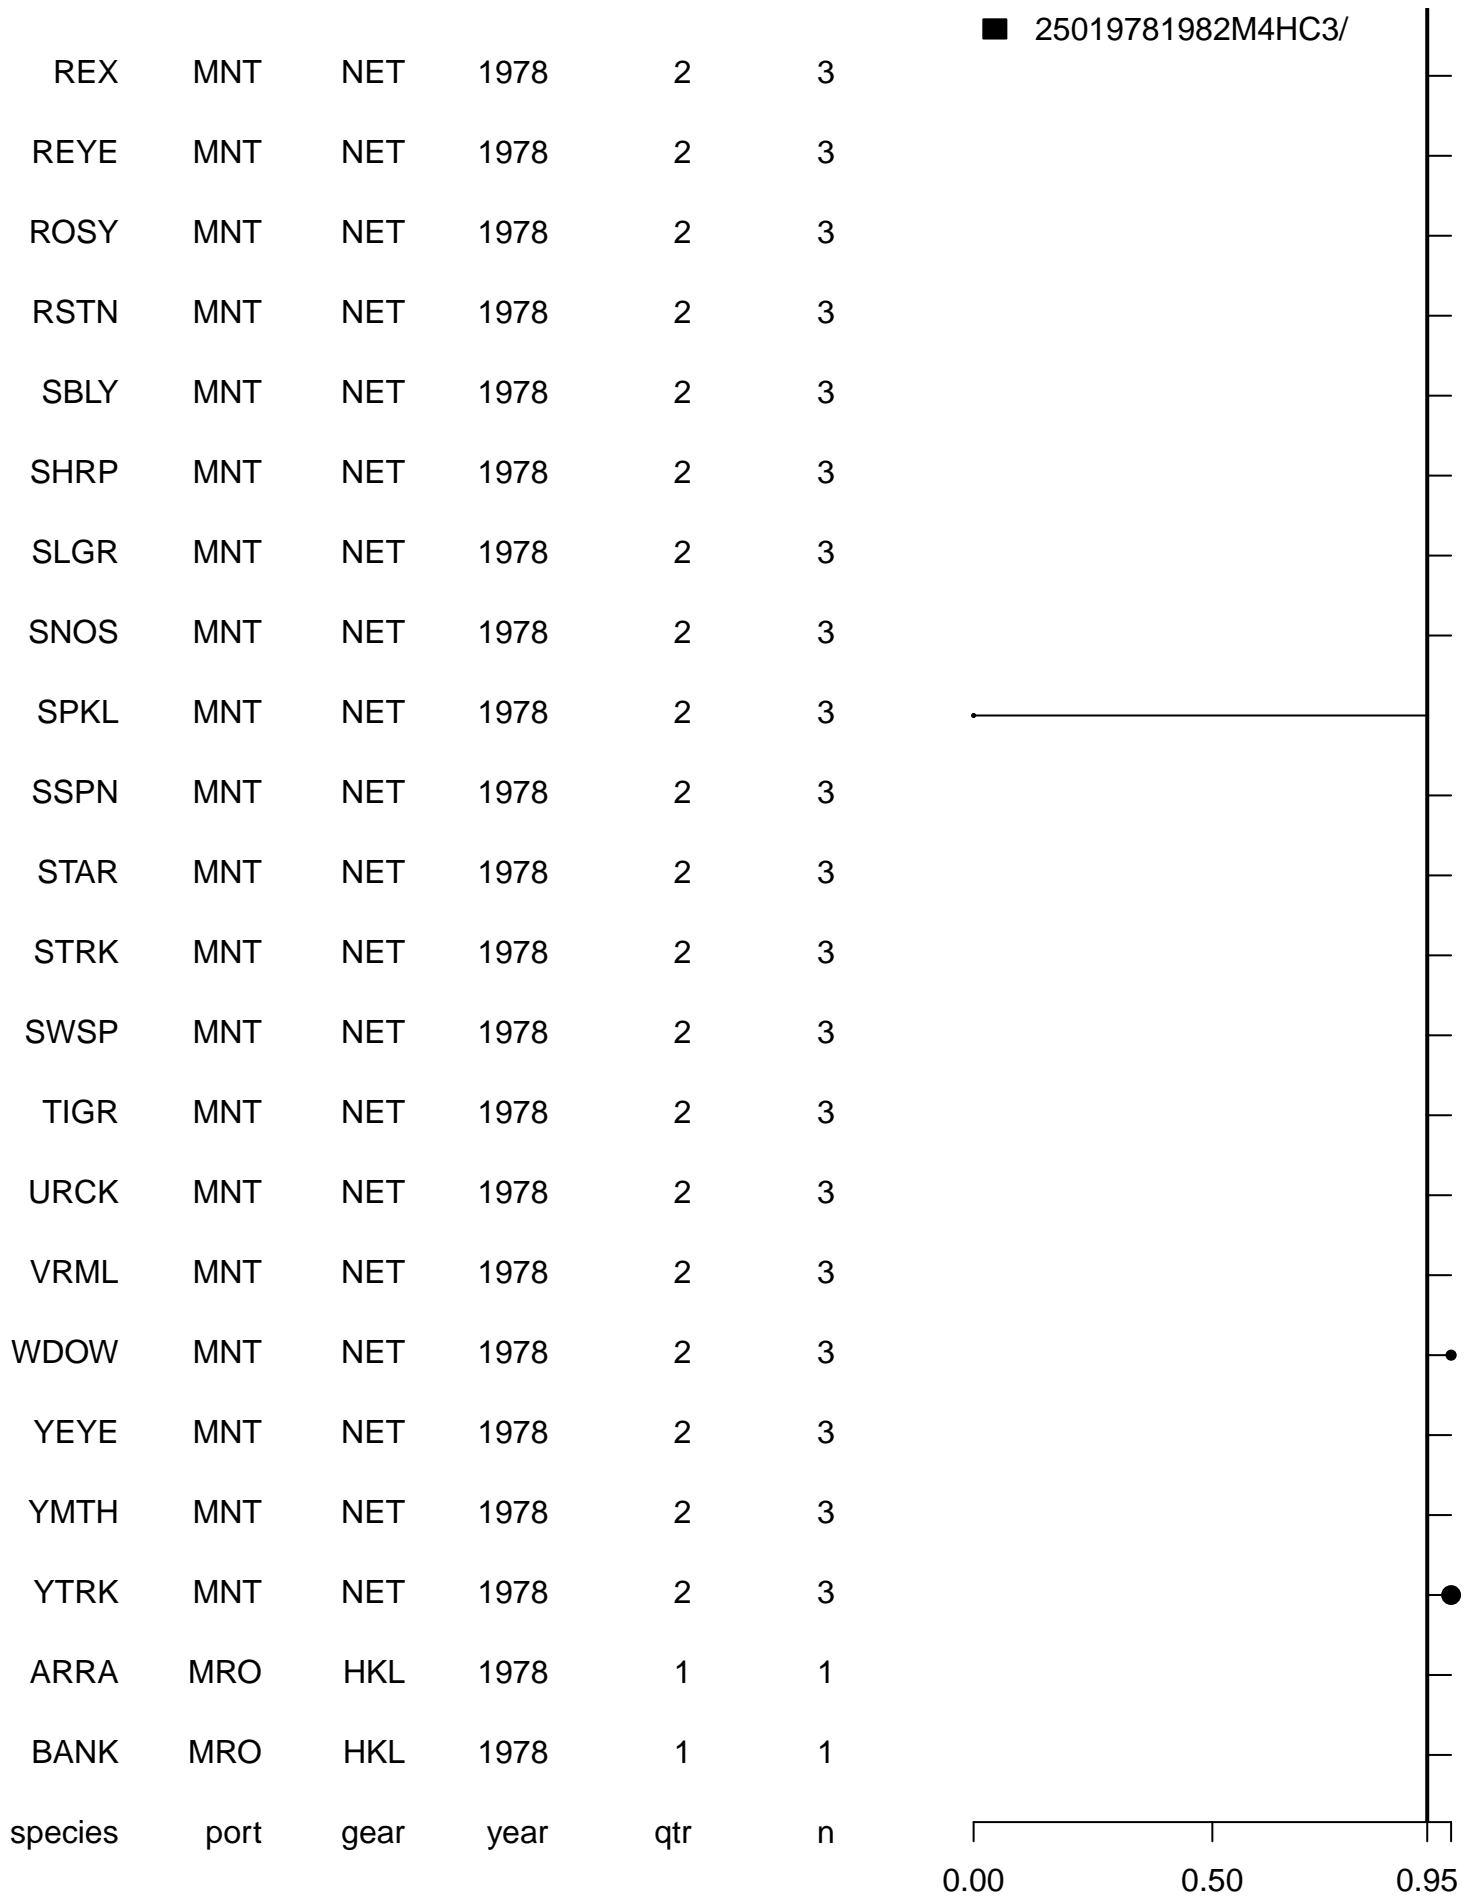 25019781982M4HC3/
REX MNT NET 1978 2 3
REYE MNT NET 1978 2 3
ROSY MNT NET 1978 2 3
RSTN MNT NET 1978 2 3
SBLY MNT NET 1978 2 3
SHRP MNT NET 1978 2 3
SLGR MNT NET 1978 2 3
SNOS MNT NET 1978 2 3
SPKL MNT NET 1978 2 3
SSPN MNT NET 1978 2 3
STAR MNT NET 1978 2 3
STRK MNT NET 1978 2 3
SWSP MNT NET 1978 2 3
TIGR MNT NET 1978 2 3
URCK MNT NET 1978 2 3
VRML MNT NET 1978 2 3
WDOW MNT NET 1978 2 3
YEYE MNT NET 1978 2 3
YMTH MNT NET 1978 2 3
YTRK MNT NET 1978 2 3
ARRA MRO HKL 1978 1 1
BANK MRO HKL 1978 1 1
species port gear year qtr n
0.00 0.50 0.95